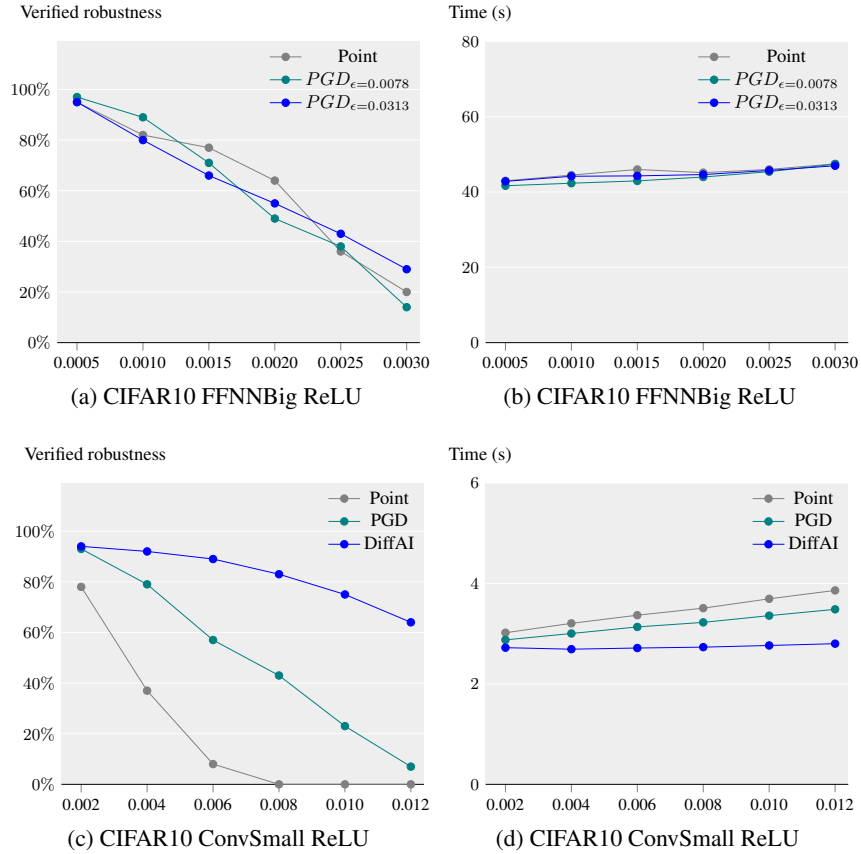 Verified robustness
Point
PGD_{ϵ=0.0078}
PGD_{ϵ=0.0313}
100%
80%
60%
40%
20%
0%
0.0005 0.0010 0.0015 0.0020 0.0025 0.0030
(a) CIFAR10 FFNNBig ReLU
Time (s)
80
Point
PGD_{ϵ=0.0078}
PGD_{ϵ=0.0313}
60
40
20
0
0.0005 0.0010 0.0015 0.0020 0.0025 0.0030
(b) CIFAR10 FFNNBig ReLU
Verified robustness
Point
PGD
DiffAI
100%
80%
60%
40%
20%
0%
0.002 0.004 0.006 0.008 0.010 0.012
(c) CIFAR10 ConvSmall ReLU
Time (s)
6
Point
PGD
DiffAI
4
2
0
0.002 0.004 0.006 0.008 0.010 0.012
(d) CIFAR10 ConvSmall ReLU